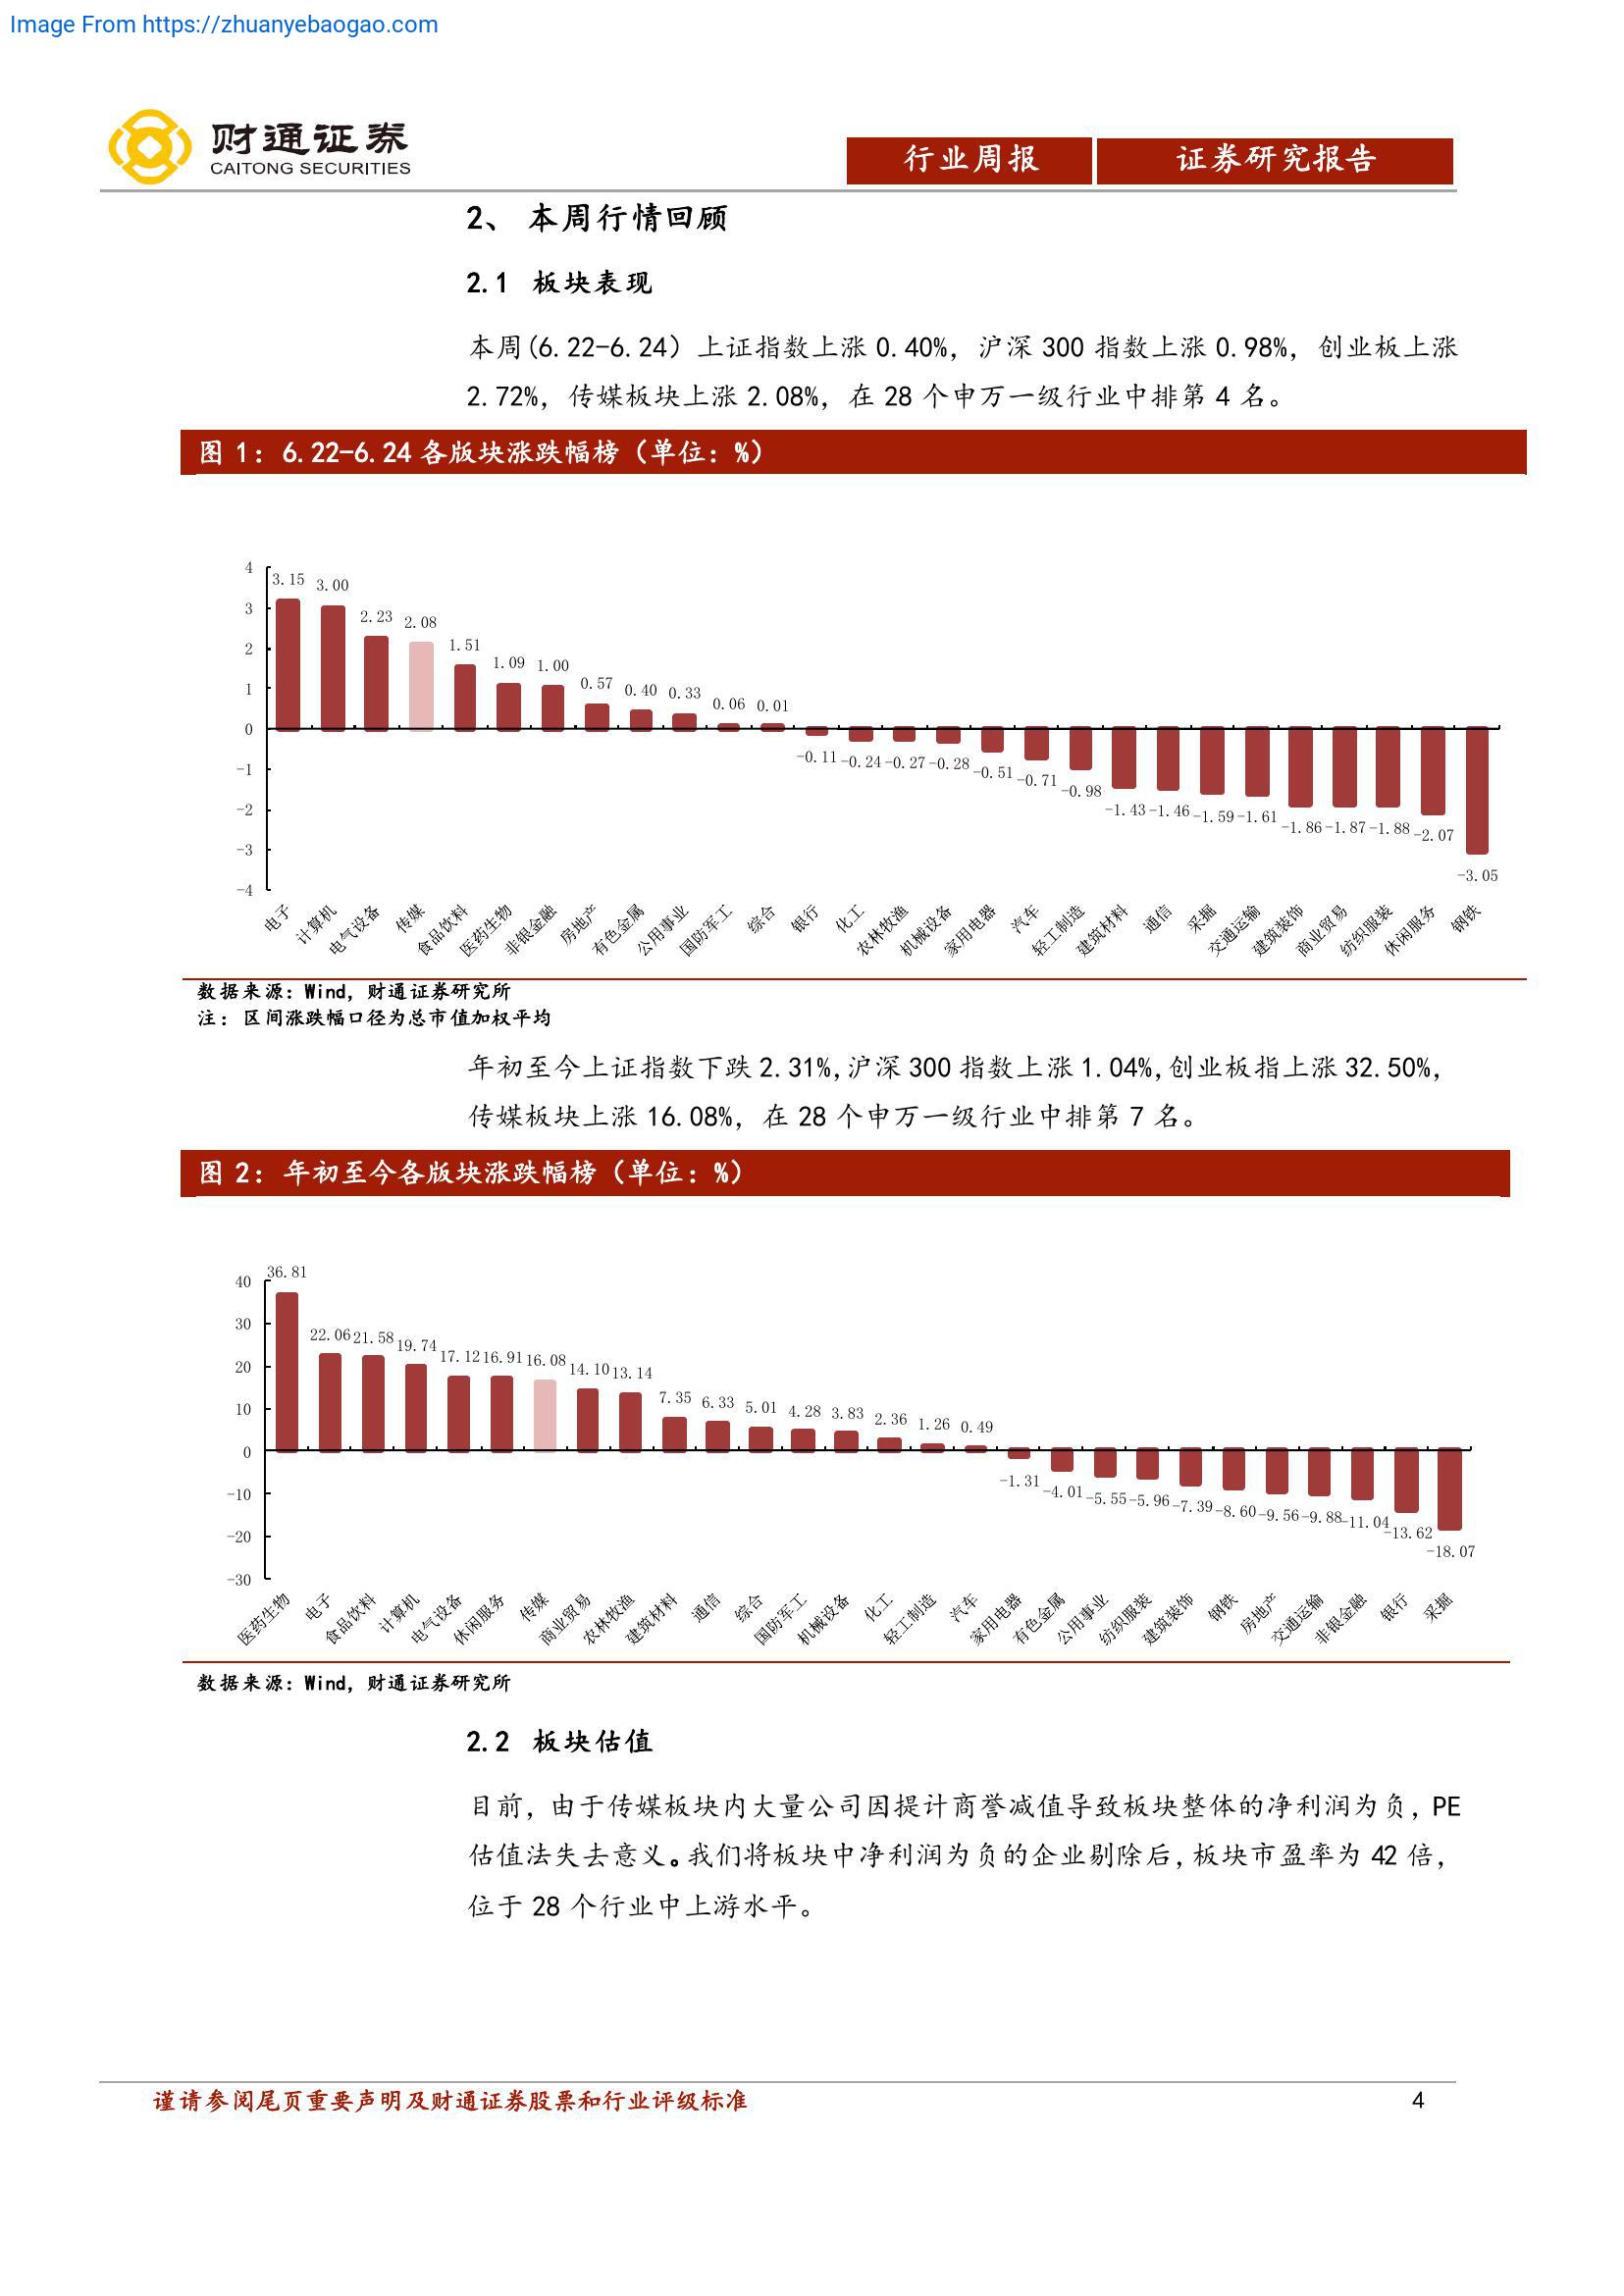 Image From https://zhuanyebaogao.com
财通证券
CAITONG SECURITIES
行业周报
证券研究报告
2、 本周行情回顾
2.1 板块表现
本周(6.22-6.24）上证指数上涨 0.40%，沪深 300 指数上涨 0.98%，创业板上涨
2.72%，传媒板块上涨 2.08%，在 28 个申万一级行业中排第 4 名。
图 1：6.22-6.24 各版块涨跌幅榜（单位：%）
4
3
2
1
0
-1
-2
-3
-4
3.15 3.00 2.23 2.08 1.51 1.09 1.00 0.57 0.40 0.33 0.06 0.01 -0.11 -0.24 -0.27 -0.28 -0.51 -0.71 -0.98 -1.43 -1.46 -1.59 -1.61 -1.86 -1.87 -1.88 -2.07 -3.05
电子 计算机 电气设备 传媒 食品饮料 医药生物 非银金融 房地产 有色金属 公用事业 国防军工 综合 银行 化工 农林牧渔 机械设备 家用电器 汽车 轻工制造 建筑材料 通信 采掘 交通运输 建筑装饰 商业贸易 纺织服装 休闲服务 钢铁
数据来源：Wind，财通证券研究所
注：区间涨跌幅口径为总市值加权平均
年初至今上证指数下跌 2.31%,沪深 300 指数上涨 1.04%,创业板指上涨 32.50%,
传媒板块上涨 16.08%，在 28 个申万一级行业中排第 7 名。
图 2：年初至今各版块涨跌幅榜（单位：%）
40
30
20
10
0
-10
-20
-30
36.81 22.06 21.58 19.74 17.12 16.91 16.08 14.10 13.14 7.35 6.33 5.01 4.28 3.83 2.36 1.26 0.49 -1.31 -4.01 -5.55 -5.96 -7.39 -8.60 -9.56 -9.88 -11.04 -13.62 -18.07
医药生物 电子 食品饮料 计算机 电气设备 休闲服务 传媒 商业贸易 农林牧渔 建筑材料 通信 综合 国防军工 机械设备 化工 轻工制造 汽车 家用电器 有色金属 公用事业 纺织服装 建筑装饰 钢铁 房地产 交通运输 非银金融 银行 采掘
数据来源：Wind，财通证券研究所
2.2 板块估值
目前，由于传媒板块内大量公司因提计商誉减值导致板块整体的净利润为负，PE
估值法失去意义。我们将板块中净利润为负的企业剔除后，板块市盈率为 42 倍，
位于 28 个行业中上游水平。
谨请参阅尾页重要声明及财通证券股票和行业评级标准
4